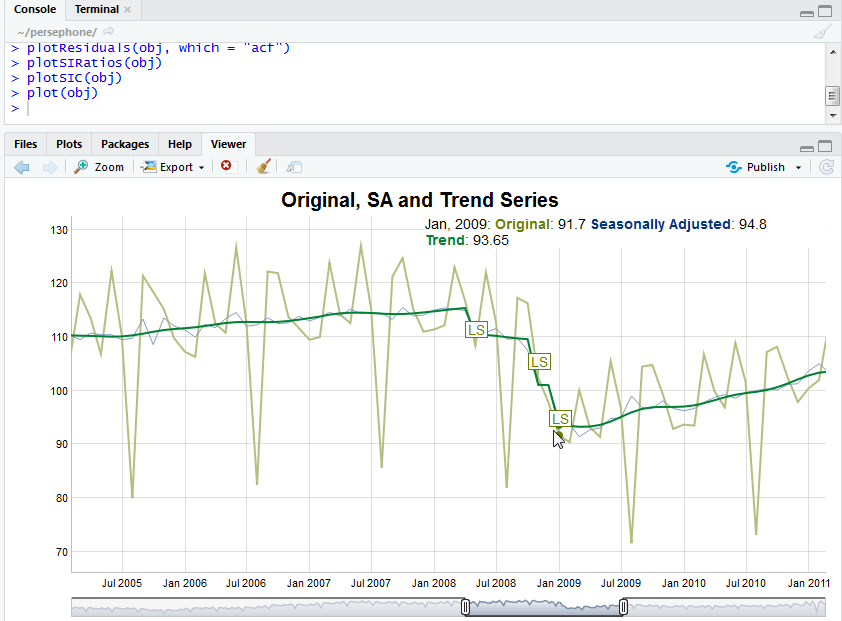 Console Terminal
~/persephone/
> plotResiduals(obj, which = "acf")
> plotSIRatios(obj)
> plotSIC(obj)
> plot(obj)
>
Files Plots Packages Help Viewer
Zoom Export Publish
Original, SA and Trend Series
Jan, 2009: Original: 91.7 Seasonally Adjusted: 94.8
Trend: 93.65
130
120
110
100
90
80
70
LS
LS
LS
Jul 2005 Jan 2006 Jul 2006 Jan 2007 Jul 2007 Jan 2008 Jul 2008 Jan 2009 Jul 2009 Jan 2010 Jul 2010 Jan 2011